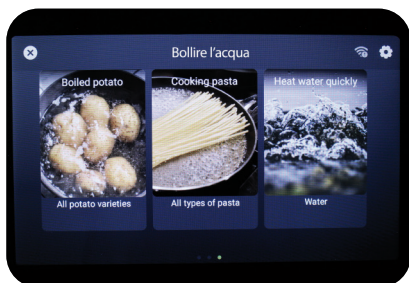 Bollire l'acqua
Boiled potato
Cooking pasta
Heat water quickly
All potato varieties
All types of pasta
Water